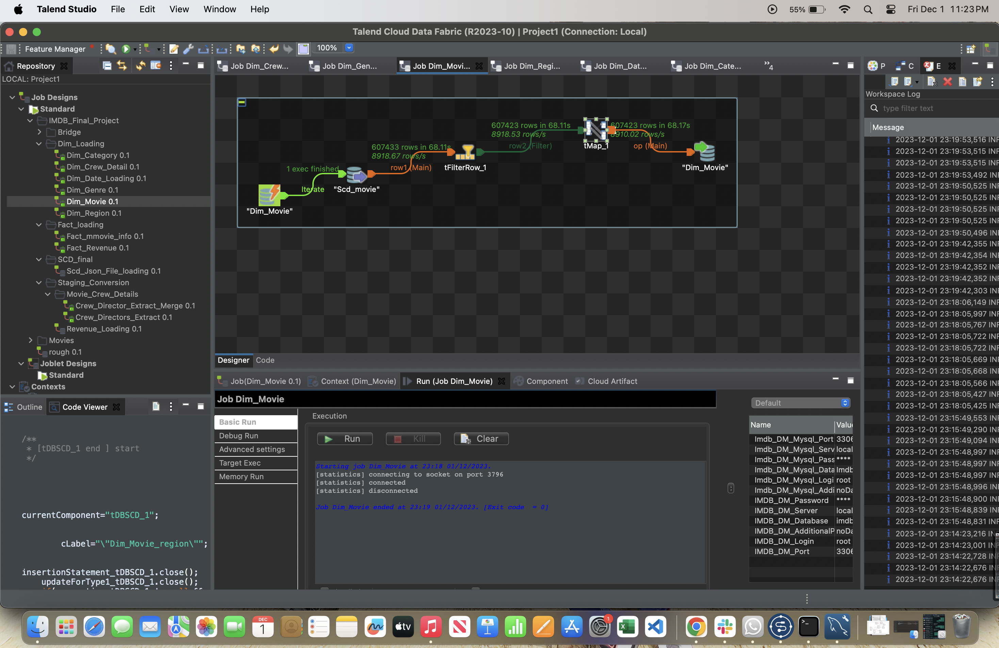 Talend Studio File Edit View Window Help 55% Fri Dec 1 11:23 PM
Talend Cloud Data Fabric (R2023-10) | Project1 (Connection: Local)
Feature Manager 100%
Repository
LOCAL: Project1
Job Designs
Standard
IMDB_Final_Project
Bridge
Dim_Loading
Dim_Category 0.1
Dim_Crew_Detail 0.1
Dim_Date_Loading 0.1
Dim_Genre 0.1
Dim_Movie 0.1
Dim_Region 0.1
Fact_loading
Fact_mmovie_info 0.1
Fact_Revenue 0.1
SCD_final
Scd_Json_File_loading 0.1
Staging_Conversion
Movie_Crew_Details
Crew_Director_Extract_Merge 0.1
Crew_Directors_Extract 0.1
Revenue_Loading 0.1
Movies
rough 0.1
Joblet Designs
Standard
Contexts
Outline Code Viewer
/**
* [tDBSCD_1 end ] start
*/
currentComponent="tDBSCD_1";
cLabel="\"Dim_Movie_region\"";
insertionStatement_tDBSCD_1.close();
updateForType1_tDBSCD_1.close();
Job Dim_Crew... Job Dim_Gen... Job Dim_Movi... Job Dim_Regi... Job Dim_Dat... Job Dim_Cate... »4
607423 rows in 68.11s
8918.53 rows/s
607423 rows in 68.17s
8910.02 rows/s
607433 rows in 68.11s
8918.67 rows/s
row2 (Filter)
tMap_1
op (Main)
1 exec finished
row1 (Main)
tFilterRow_1
"Dim_Movie"
Iterate
"Scd_movie"
"Dim_Movie"
Designer Code
Job(Dim_Movie 0.1) Context (Dim_Movie) Run (Job Dim_Movie) Component Cloud Artifact
Job Dim_Movie
Basic Run
Debug Run
Advanced settings
Target Exec
Memory Run
Execution
Run Kill Clear
Starting job Dim_Movie at 23:18 01/12/2023.
[statistics] connecting to socket on port 3796
[statistics] connected
[statistics] disconnected
Job Dim_Movie ended at 23:19 01/12/2023. [Exit code  = 0]
Default
Name Value
Imdb_DM_Mysql_Port 3306
Imdb_DM_Mysql_Serv local
Imdb_DM_Mysql_Pass ****
Imdb_DM_Mysql_Data Imdb
Imdb_DM_Mysql_Logi root
Imdb_DM_Mysql_Addi noDa
IMDB_DM_Password ****
IMDB_DM_Server local
IMDB_DM_Database imdb
IMDB_DM_AdditionalP noDa
IMDB_DM_Login root
IMDB_DM_Port 3306
P C E
Workspace Log
type filter text
Message
2023-12-01 23:19:53,516 INF
2023-12-01 23:19:53,515 INF
2023-12-01 23:19:53,515 INF
2023-12-01 23:19:53,492 INF
2023-12-01 23:19:50,525 INF
2023-12-01 23:19:50,525 INF
2023-12-01 23:19:50,525 INF
2023-12-01 23:19:50,525 INF
2023-12-01 23:19:50,496 INF
2023-12-01 23:19:42,355 INF
2023-12-01 23:19:42,354 INF
2023-12-01 23:19:42,352 INF
2023-12-01 23:19:42,352 INF
2023-12-01 23:19:42,303 INF
2023-12-01 23:18:06,149 INF
2023-12-01 23:18:05,997 INF
2023-12-01 23:18:05,767 INF
2023-12-01 23:18:05,722 INF
2023-12-01 23:18:05,722 INF
2023-12-01 23:18:05,669 INF
2023-12-01 23:18:05,668 INF
2023-12-01 23:18:05,566 INF
2023-12-01 23:18:05,427 INF
2023-12-01 23:18:05,425 INF
2023-12-01 23:15:49,553 INF
2023-12-01 23:15:49,290 INF
2023-12-01 23:15:49,094 INF
2023-12-01 23:15:48,997 INF
2023-12-01 23:15:48,997 INF
2023-12-01 23:15:48,997 INF
2023-12-01 23:15:48,996 INF
2023-12-01 23:15:48,900 INF
2023-12-01 23:15:48,839 INF
2023-12-01 23:15:48,831 INF
2023-12-01 23:14:23,216 IN
2023-12-01 23:14:23,001 INF
2023-12-01 23:14:22,728 IN
2023-12-01 23:14:22,676 IN
2023-12-01 23:14:22,676 IN
DEC
1
tv
1